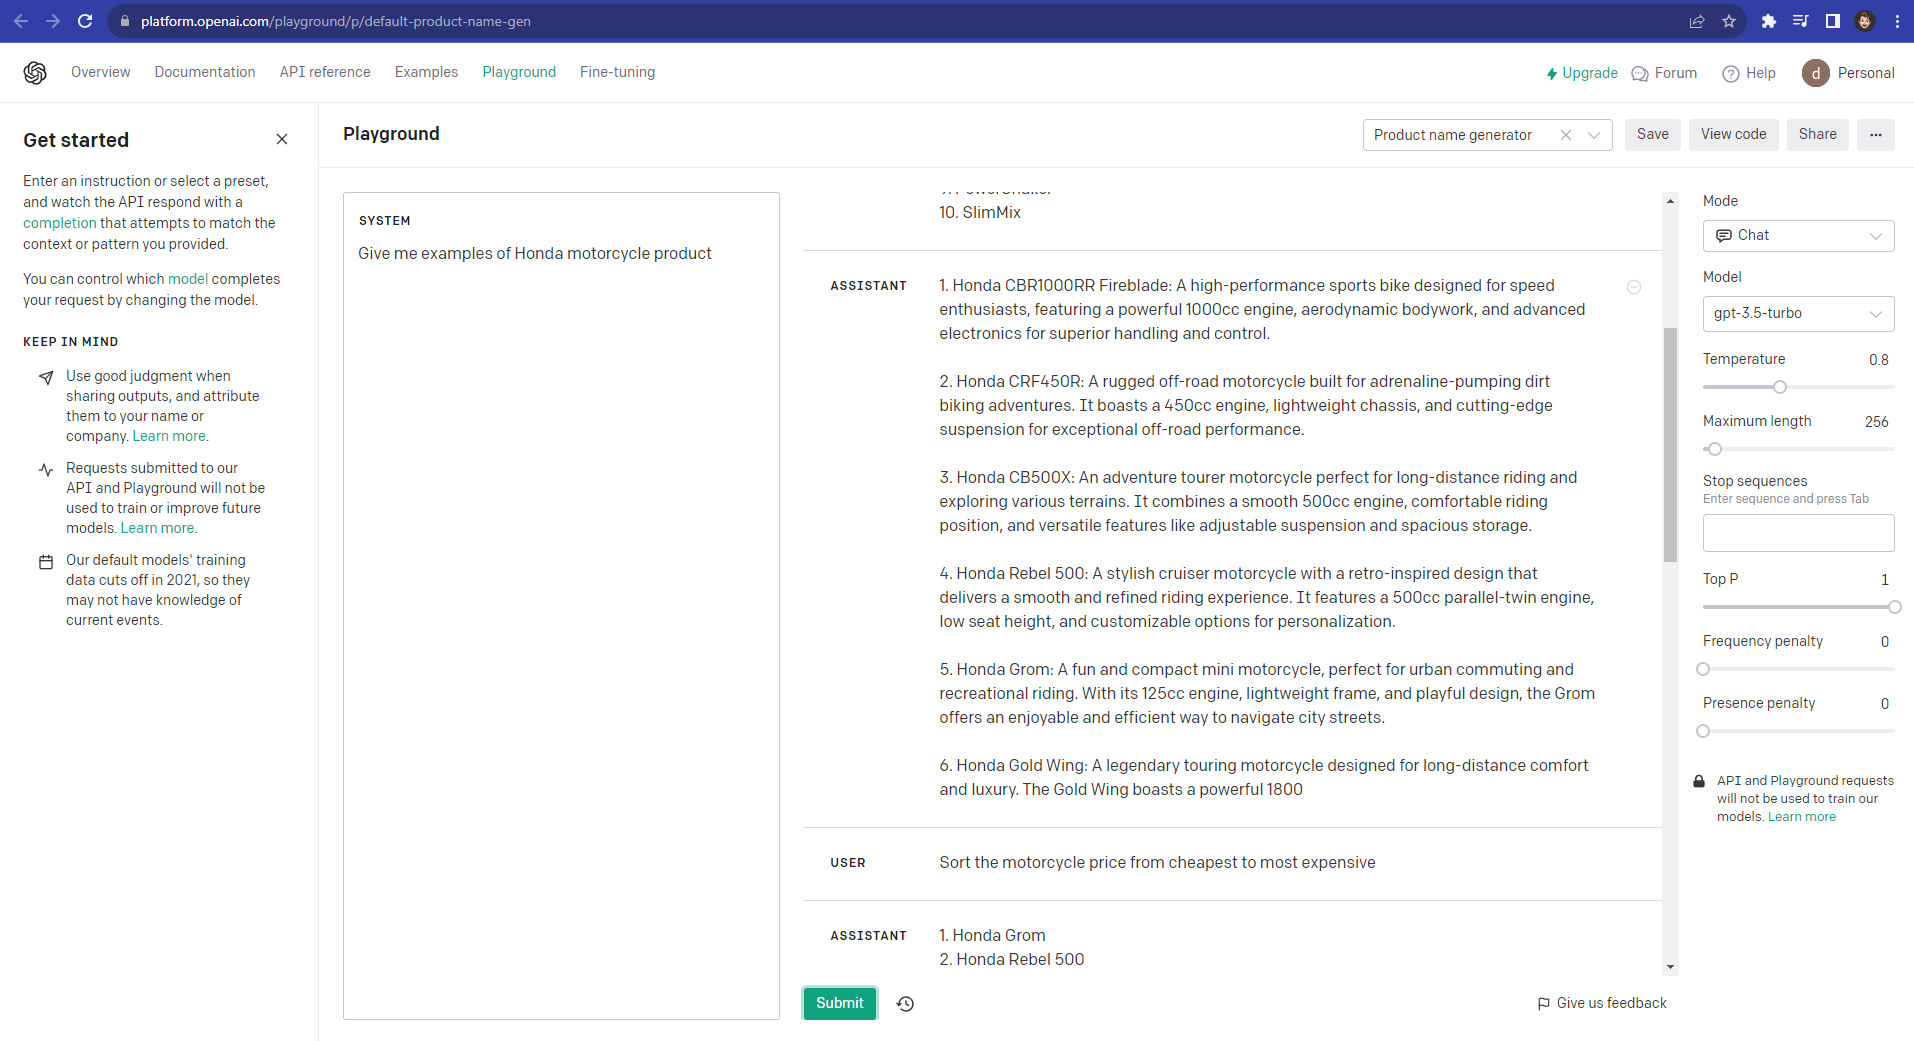 platform.openai.com/playground/p/default-product-name-gen
Overview
Documentation
API reference
Examples
Playground
Fine-tuning
Upgrade
Forum
Help
d
Personal
Get started
Enter an instruction or select a preset,
and watch the API respond with a
completion that attempts to match the
context or pattern you provided.
You can control which model completes
your request by changing the model.
KEEP IN MIND
Use good judgment when
sharing outputs, and attribute
them to your name or
company. Learn more.
Requests submitted to our
API and Playground will not be
used to train or improve future
models. Learn more.
Our default models' training
data cuts off in 2021, so they
may not have knowledge of
current events.
Playground
Product name generator
Save
View code
Share
...
SYSTEM
Give me examples of Honda motorcycle product
10. SlimMix
ASSISTANT
1. Honda CBR1000RR Fireblade: A high-performance sports bike designed for speed
enthusiasts, featuring a powerful 1000cc engine, aerodynamic bodywork, and advanced
electronics for superior handling and control.
2. Honda CRF450R: A rugged off-road motorcycle built for adrenaline-pumping dirt
biking adventures. It boasts a 450cc engine, lightweight chassis, and cutting-edge
suspension for exceptional off-road performance.
3. Honda CB500X: An adventure tourer motorcycle perfect for long-distance riding and
exploring various terrains. It combines a smooth 500cc engine, comfortable riding
position, and versatile features like adjustable suspension and spacious storage.
4. Honda Rebel 500: A stylish cruiser motorcycle with a retro-inspired design that
delivers a smooth and refined riding experience. It features a 500cc parallel-twin engine,
low seat height, and customizable options for personalization.
5. Honda Grom: A fun and compact mini motorcycle, perfect for urban commuting and
recreational riding. With its 125cc engine, lightweight frame, and playful design, the Grom
offers an enjoyable and efficient way to navigate city streets.
6. Honda Gold Wing: A legendary touring motorcycle designed for long-distance comfort
and luxury. The Gold Wing boasts a powerful 1800
USER
Sort the motorcycle price from cheapest to most expensive
ASSISTANT
1. Honda Grom
2. Honda Rebel 500
Submit
Give us feedback
Mode
Chat
Model
gpt-3.5-turbo
Temperature 0.8
Maximum length 256
Stop sequences
Enter sequence and press Tab
Top P 1
Frequency penalty 0
Presence penalty 0
API and Playground requests
will not be used to train our
models. Learn more